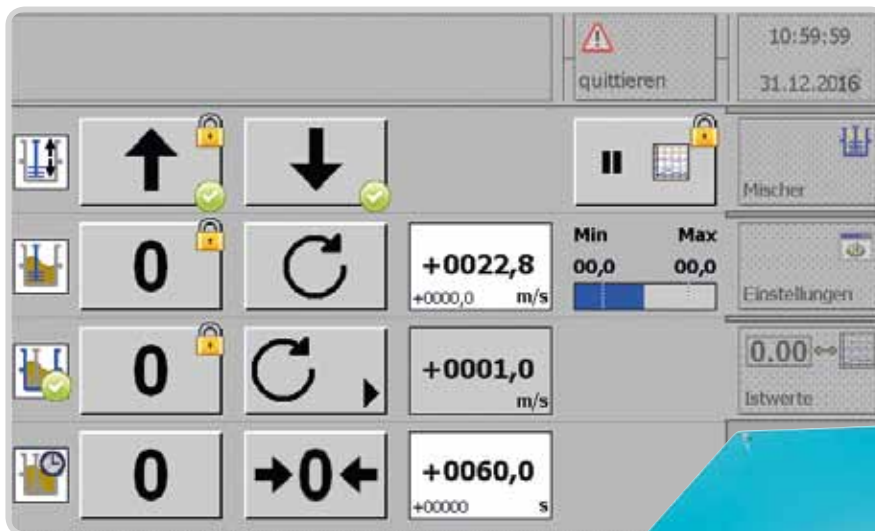 quittieren
10:59:59
31.12.2016
Mischer
0
+0022,8
+0000,0 m/s
Min Max
00,0 00,0
Einstellungen
0
+0001,0
m/s
0.00
Istwerte
0
0
+0060,0
+00000 s